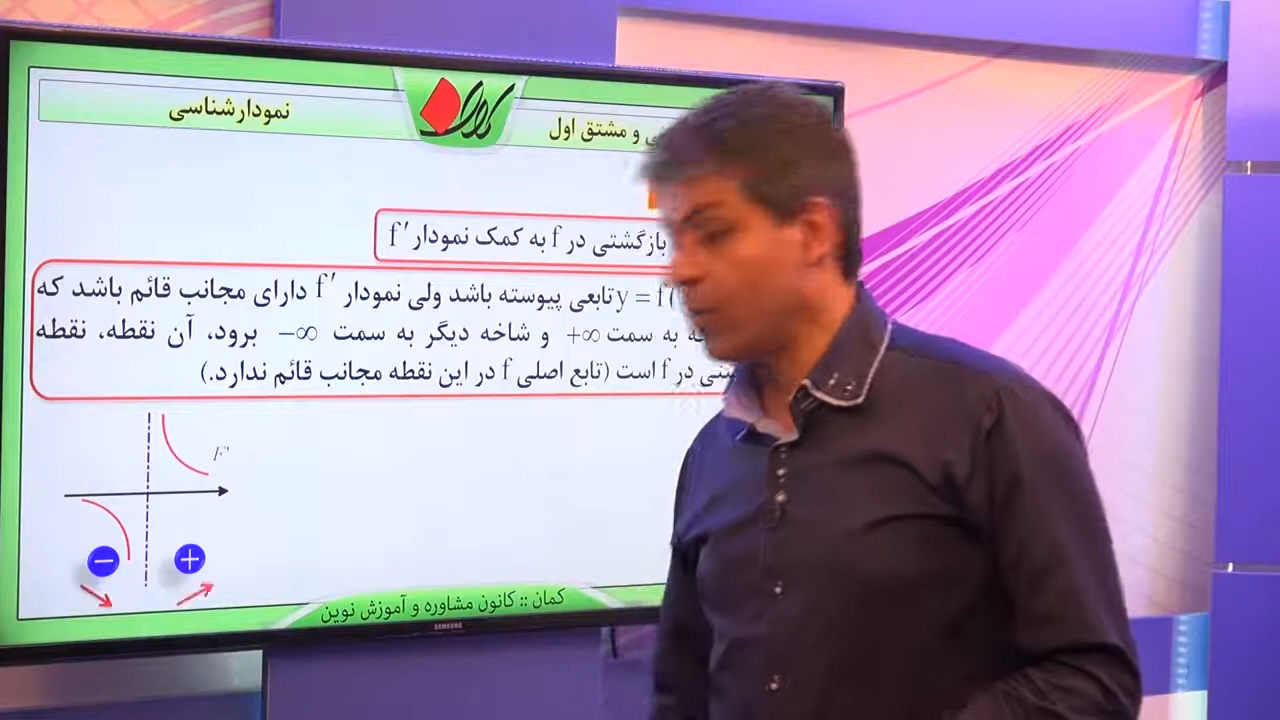 و مشتق اول
نمودارشناسی
کمان
بازگشتی در f به کمک نمودار f′
y = f( تابعی پیوسته باشد ولی نمودار f′ دارای مجانب قائم باشد که
به سمت ∞+ و شاخه دیگر به سمت ∞− برود، آن نقطه، نقطه
در f است (تابع اصلی f در این نقطه مجانب قائم ندارد.)
F'
− +
کمان :: کانون مشاوره و آموزش نوین
SAMSUNG